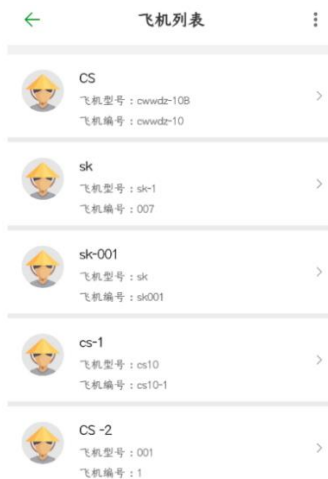 飞机列表
CS
飞机型号：cwwdz-10B
飞机编号：cwwdz-10
sk
飞机型号：sk-1
飞机编号：007
sk-001
飞机型号：sk
飞机编号：sk001
cs-1
飞机型号：cs10
飞机编号：cs10-1
CS -2
飞机型号：001
飞机编号：1